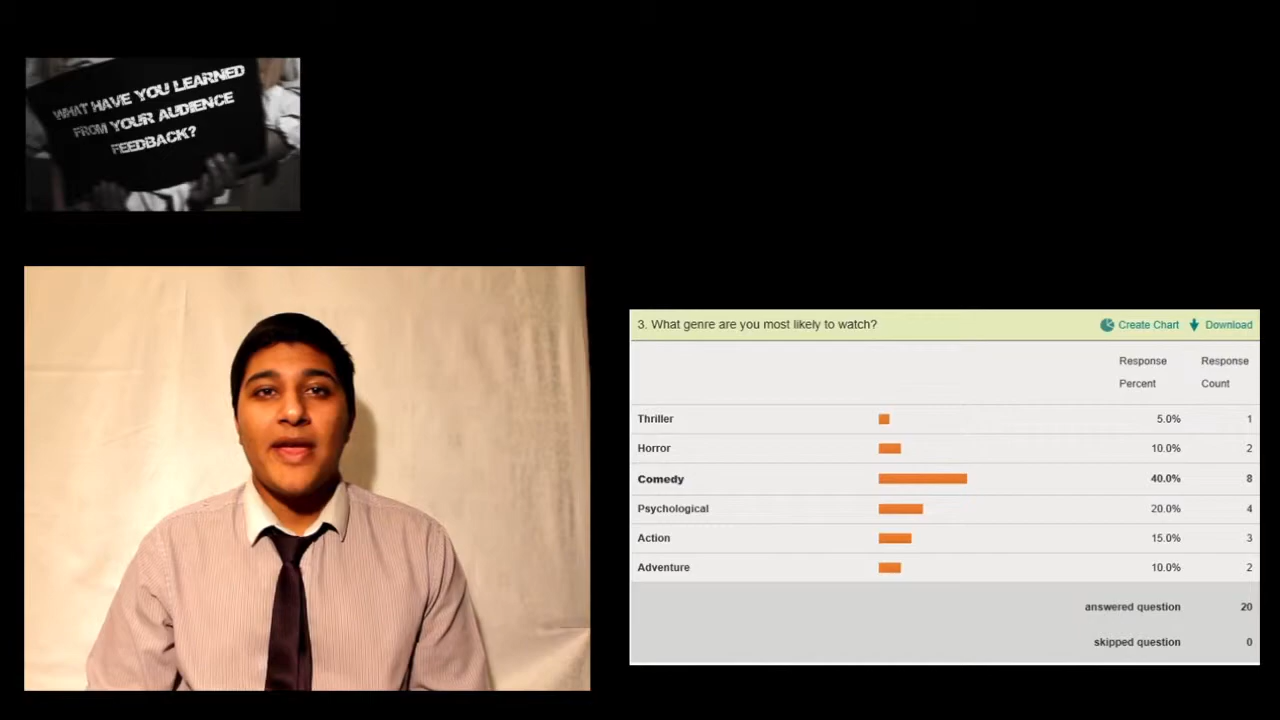 WHAT HAVE YOU LEARNED
FROM YOUR AUDIENCE
FEEDBACK?
3. What genre are you most likely to watch? Create Chart Download
Response Percent Response Count
Thriller 5.0% 1
Horror 10.0% 2
Comedy 40.0% 8
Psychological 20.0% 4
Action 15.0% 3
Adventure 10.0% 2
answered question 20
skipped question 0